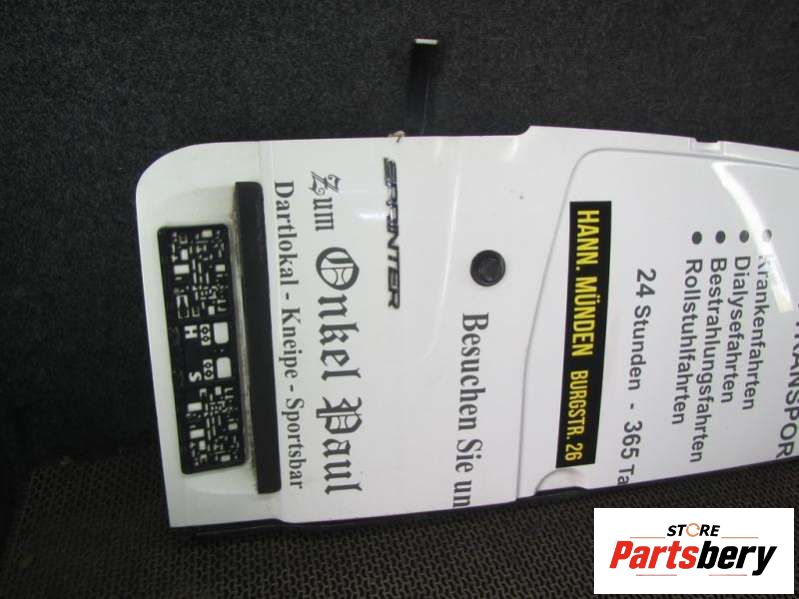 TRANSPOR
• Krankenfahrten
• Dialysefahrten
• Bestrahlungsfahrten
• Rollstuhlfahrten
24 Stunden - 365 Ta
HANN. MÜNDEN BURGSTR. 26
Besuchen Sie un
SPRINTER
Zum Onkel Paul
Dartlokal - Kneipe - Sportsbar
STORE
Partsbery